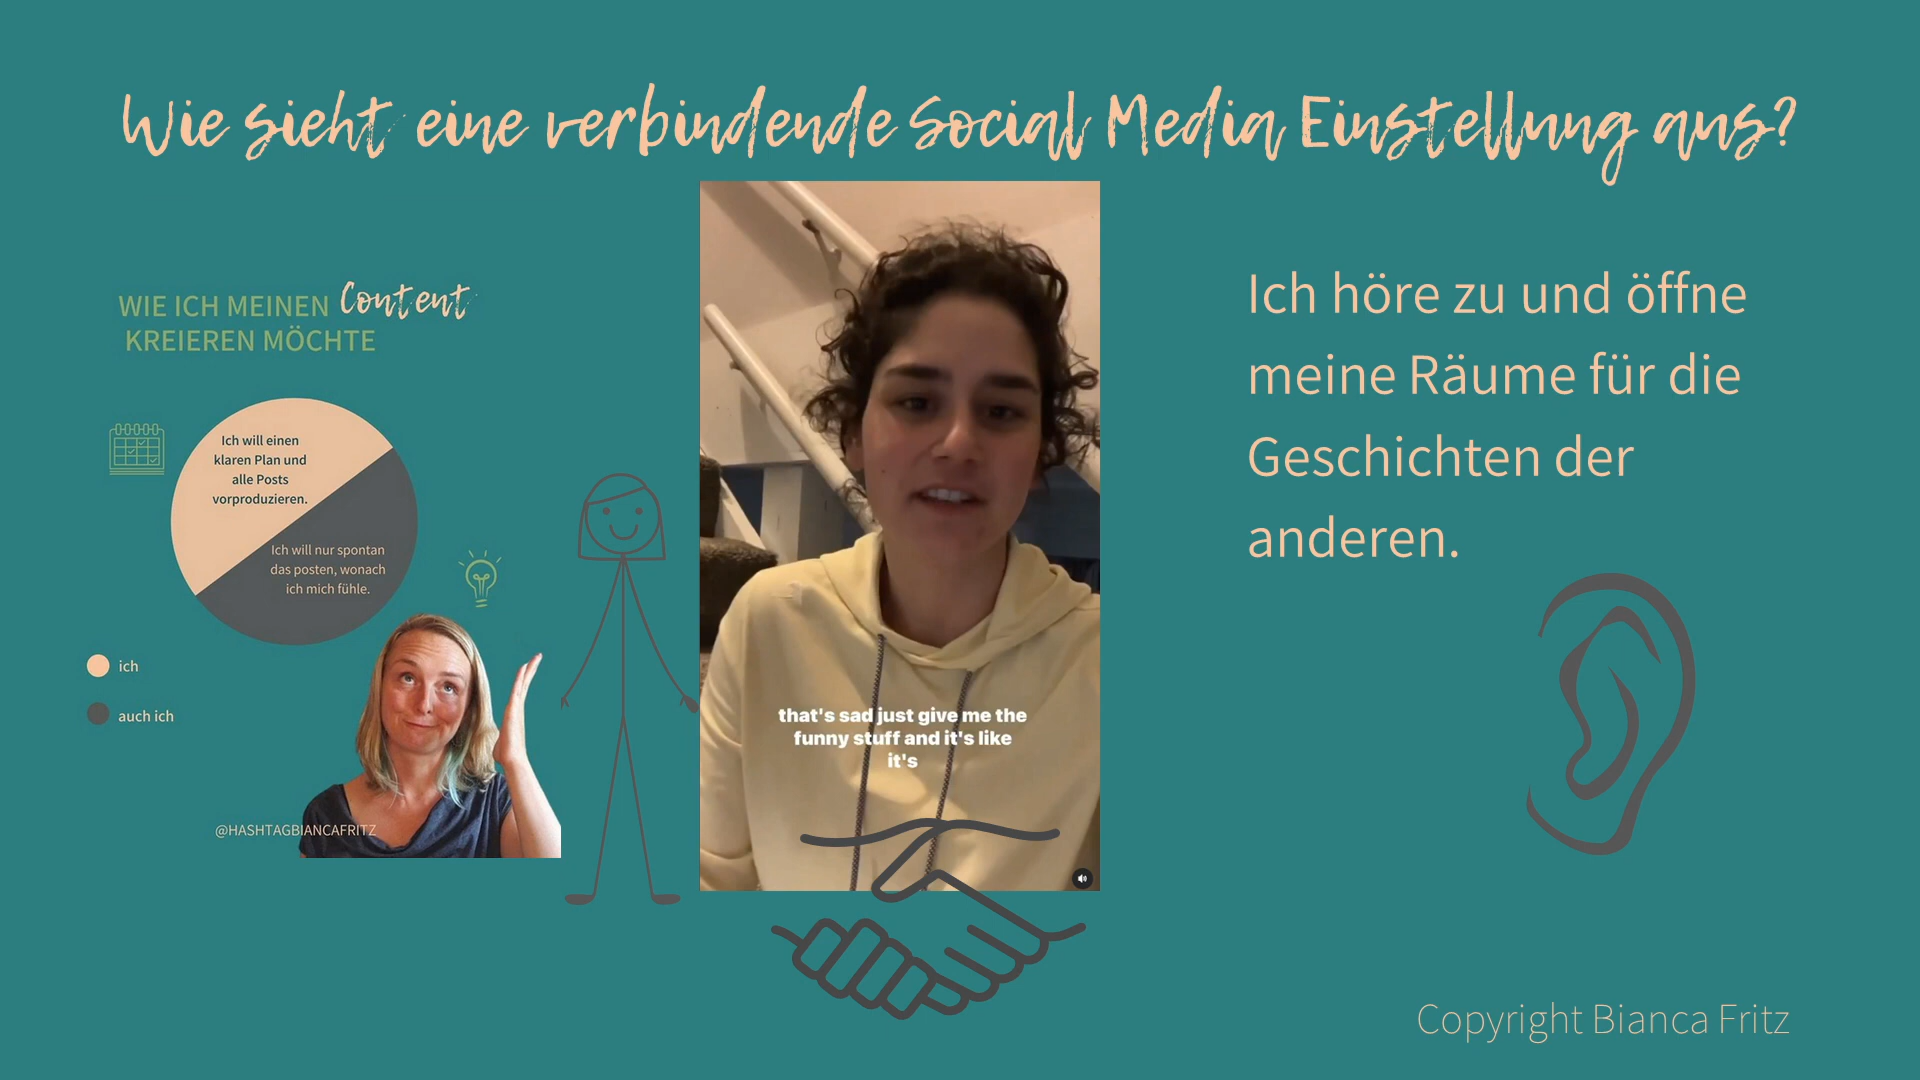 Wie sieht eine verbindende Social Media Einstellung aus?
WIE ICH MEINEN Content
KREIEREN MÖCHTE
Ich will einen
klaren Plan und
alle Posts
vorproduzieren.
Ich will nur spontan
das posten, wonach
ich mich fühle.
ich
auch ich
@HASHTAGBIANCAFRITZ
that's sad just give me the
funny stuff and it's like
it's
Ich höre zu und öffne
meine Räume für die
Geschichten der
anderen.
Copyright Bianca Fritz